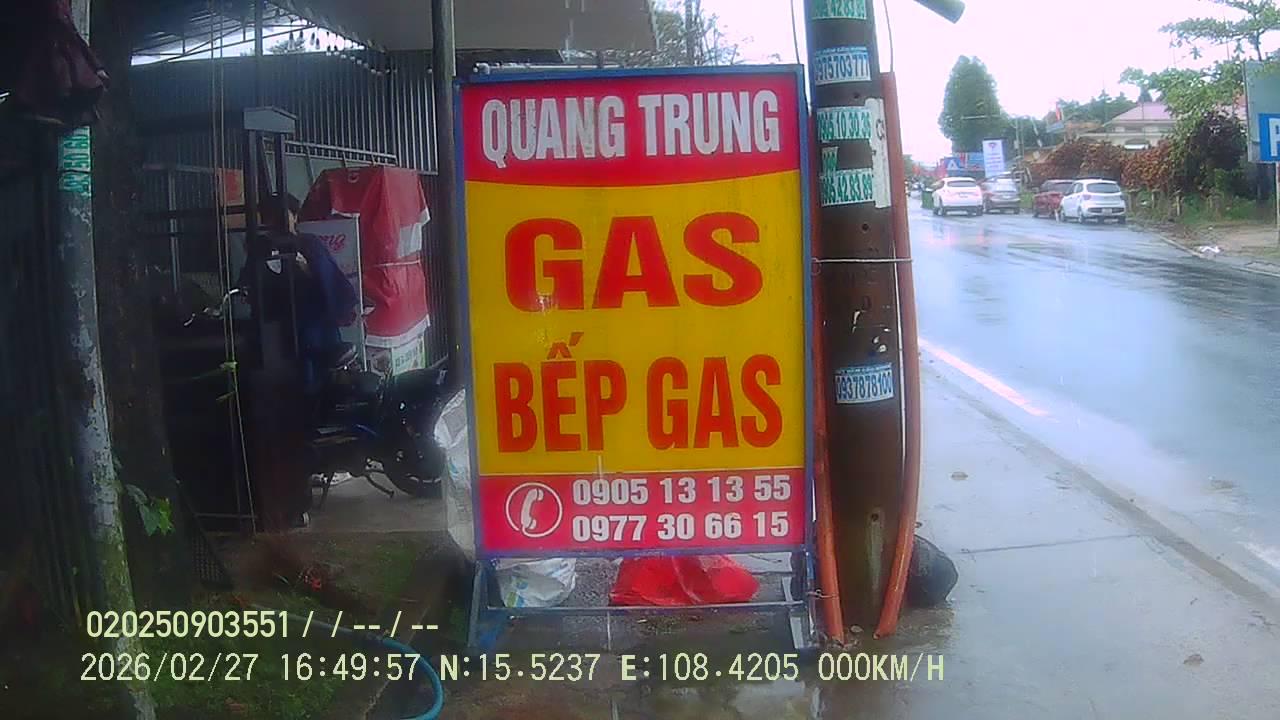 QUANG TRUNG
GAS
BẾP GAS
0905 13 13 55
0977 30 66 15
0975703777
0937878100
020250903551 / / -- / --
2026/02/27 16:49:57 N:15.5237 E:108.4205 000KM/H